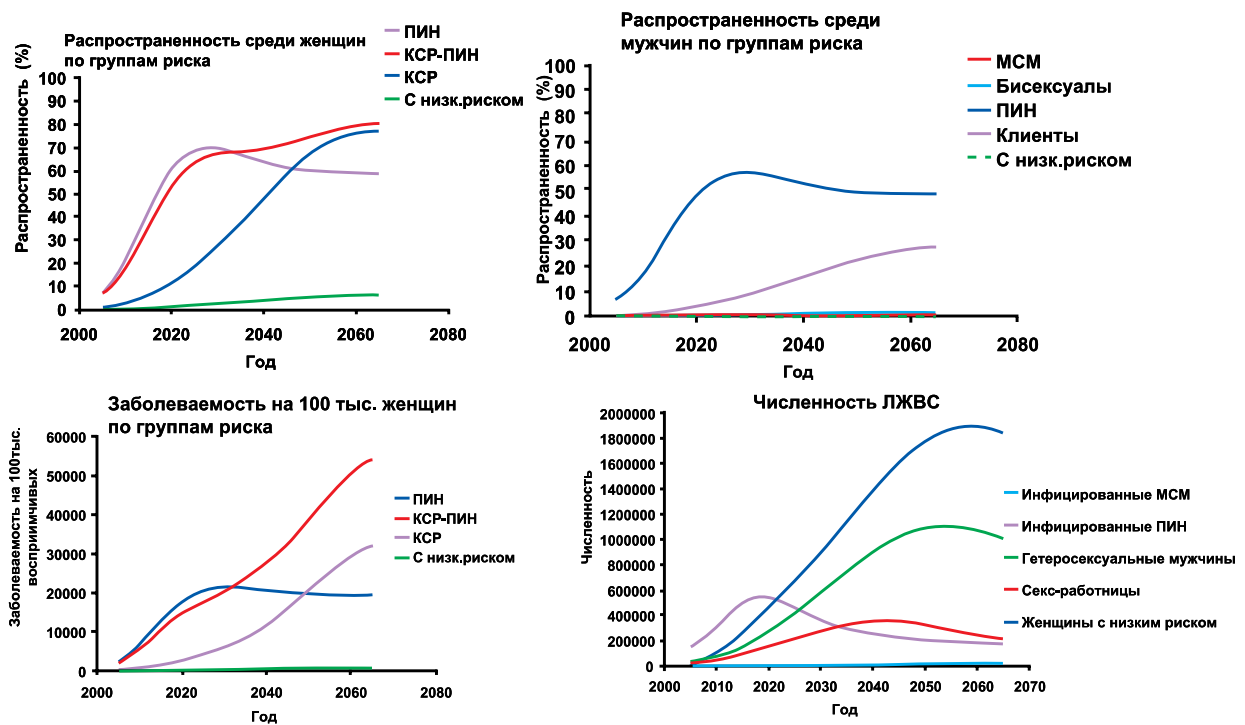 Распространенность среди женщин
по группам риска
ПИН
КСР-ПИН
КСР
С низк.риском
Распространенность (%)
100
90
80
70
60
50
40
30
20
10
0
2000
2020
2040
2060
2080
Год
Распространенность среди
мужчин по группам риска
МСМ
Бисексуалы
ПИН
Клиенты
С низк.риском
Распространенность (%)
100
90
80
70
60
50
40
30
20
10
0
2000
2020
2040
2060
2080
Год
Заболеваемость на 100 тыс. женщин
по группам риска
Заболеваемость на 100тыс.
восприимчивых
60000
50000
40000
30000
20000
10000
0
2000
2020
2040
2060
2080
Год
ПИН
КСР-ПИН
КСР
С низк.риском
Численность ЛЖВС
Численность
2000000
1800000
1600000
1400000
1200000
1000000
800000
600000
400000
200000
0
2000
2010
2020
2030
2040
2050
2060
2070
Год
Инфицированные МСМ
Инфицированные ПИН
Гетеросексуальные мужчины
Секс-работницы
Женщины с низким риском